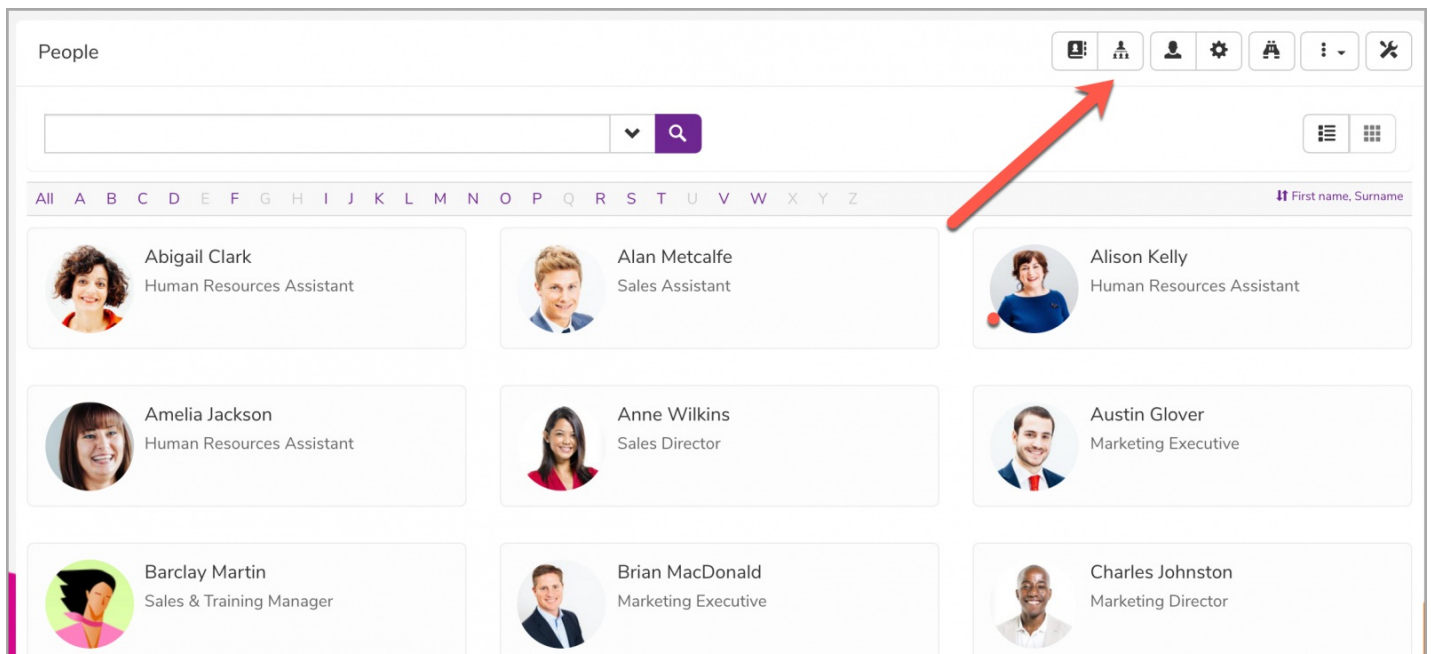 People
All A B C D E F G H I J K L M N O P Q R S T U V W X Y Z First name, Surname
Abigail Clark
Human Resources Assistant
Alan Metcalfe
Sales Assistant
Alison Kelly
Human Resources Assistant
Amelia Jackson
Human Resources Assistant
Anne Wilkins
Sales Director
Austin Glover
Marketing Executive
Barclay Martin
Sales & Training Manager
Brian MacDonald
Marketing Executive
Charles Johnston
Marketing Director